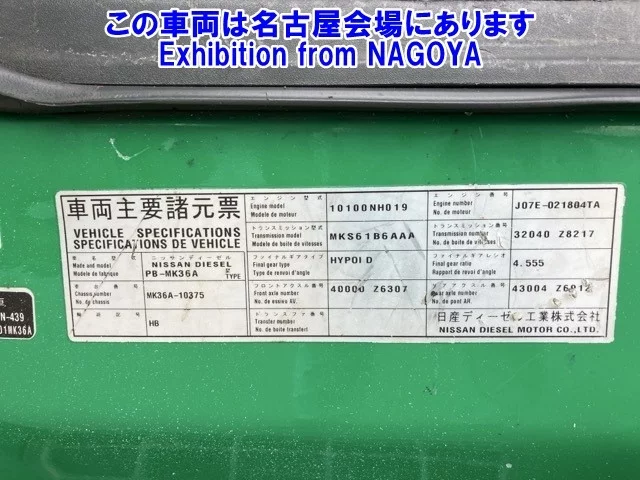 この車両は名古屋会場にあります
Exhibition from NAGOYA
車両主要諸元票
VEHICLE SPECIFICATIONS
SPECIFICATIONS DE VEHICLE
車名型式
Make and model
Modele de fabrique
ニッサンディーゼル
NISSAN DIESEL
PB-MK36A
型 TYPE
車台番号
Chassis number
No. de chassis
MK36A-10375
HB
エンジン型式
Engine model
Modele de moteur
10100NH019
エンジン番号
Engine number
No. de moteur
J07E-021804TA
トランスミッション型式
Transmission model
Modele de boite de vitesses
MKS61B6AAA
トランスミッション番号
Transmission number
No. de boite de vitesses
32040 Z8217
ファイナルギアタイプ
Final gear type
Type de renvoi d'angle
HYPOID
ファイナルギアレシオ
Final gear ratio
Rapport de renvoi d'angle
4.555
フロントアクスル番号
Front axle number
No. de essieu AV.
40000 Z6307
リアアクスル番号
Rear axle number
No. de pont AR.
43004 Z6912
トランスファ番号
Transfer number
No. de boite transfert
日産ディーゼル工業株式会社
NISSAN DIESEL MOTOR CO.,LTD.
N-439
01MK36A